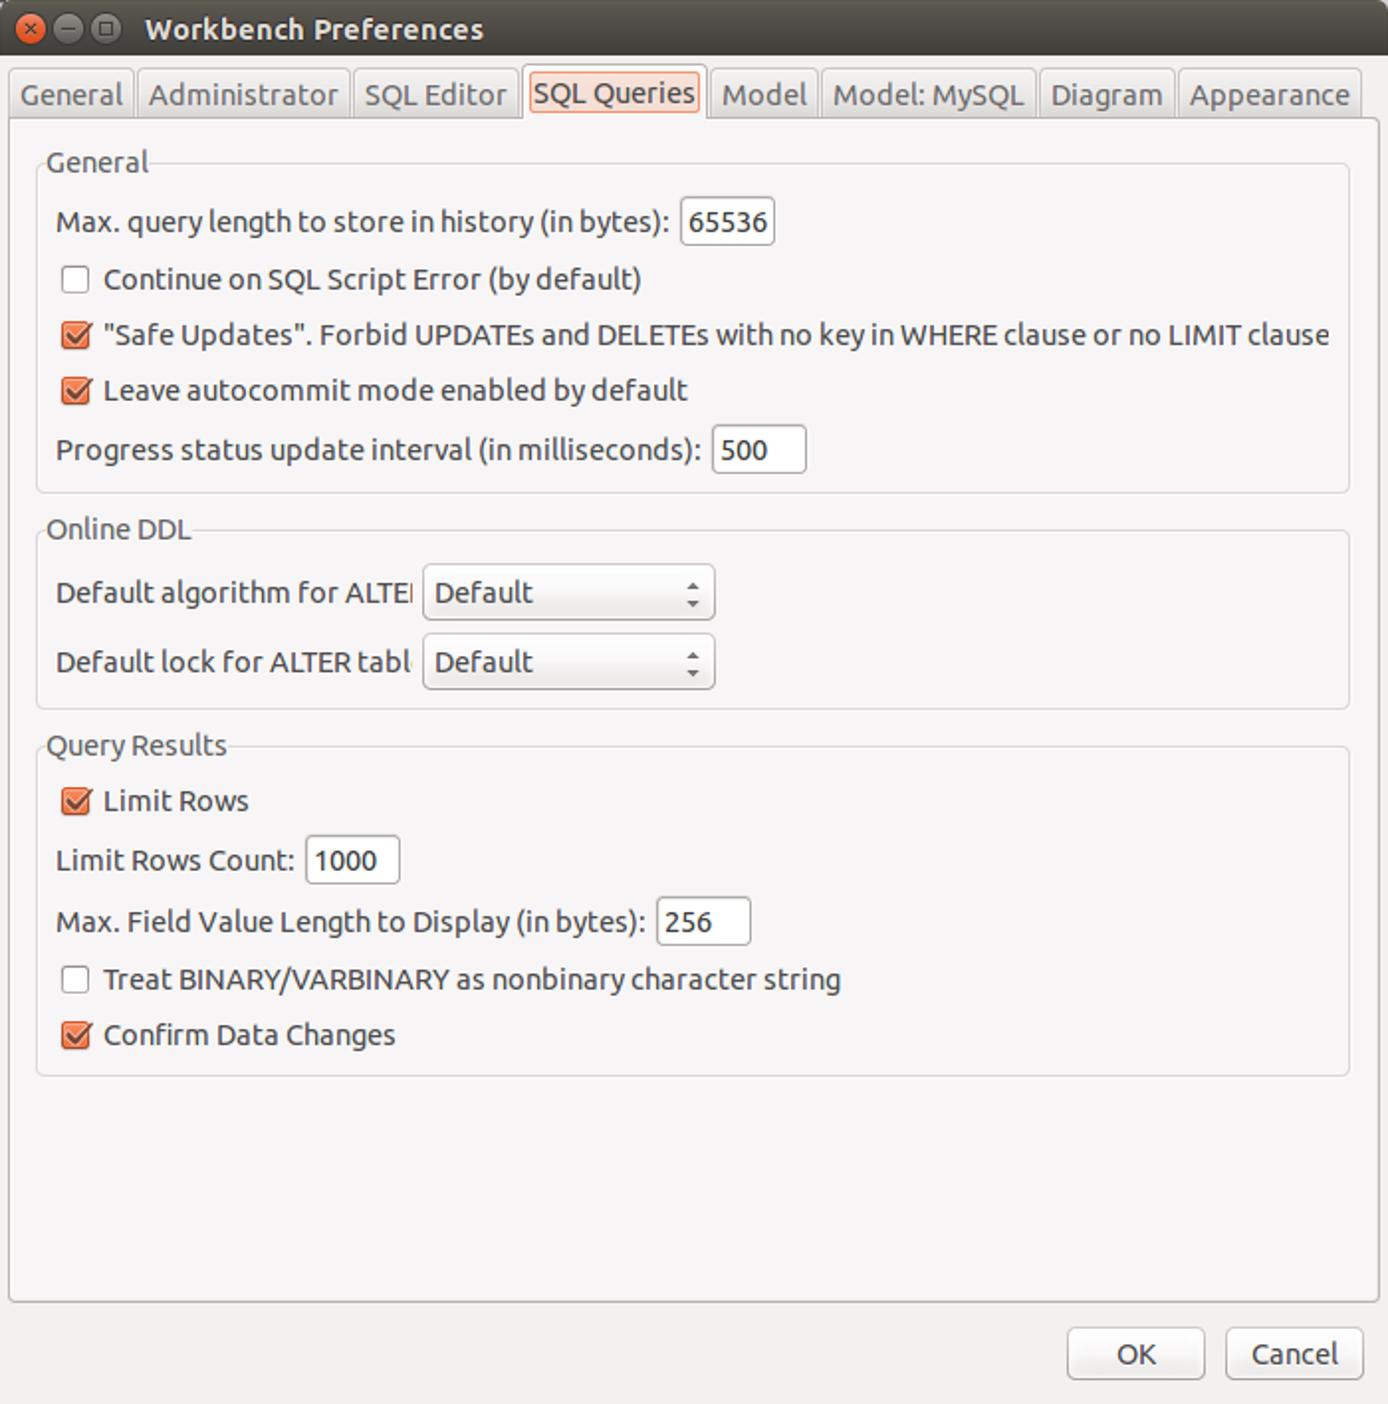 Workbench Preferences
General Administrator SQL Editor SQL Queries Model Model: MySQL Diagram Appearance
General
Max. query length to store in history (in bytes): 65536
Continue on SQL Script Error (by default)
"Safe Updates". Forbid UPDATEs and DELETEs with no key in WHERE clause or no LIMIT clause
Leave autocommit mode enabled by default
Progress status update interval (in milliseconds): 500
Online DDL
Default algorithm for ALTE Default
Default lock for ALTER tabl Default
Query Results
Limit Rows
Limit Rows Count: 1000
Max. Field Value Length to Display (in bytes): 256
Treat BINARY/VARBINARY as nonbinary character string
Confirm Data Changes
OK Cancel